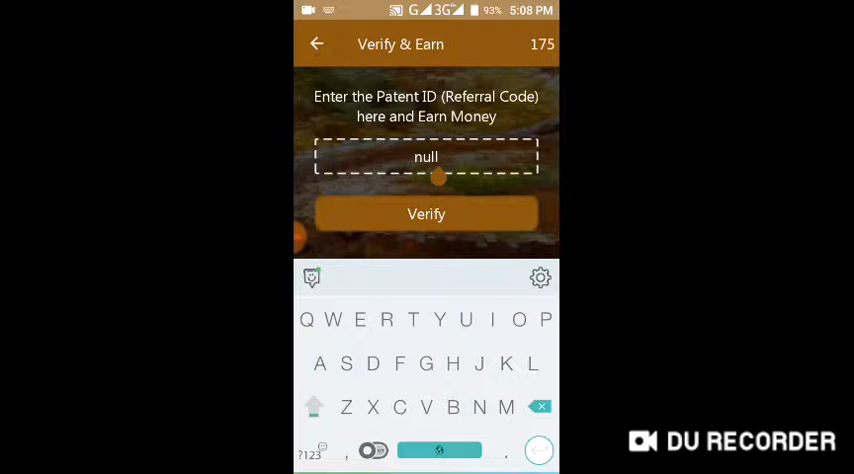 G 3G 93% 5:08 PM
Verify & Earn 175
Enter the Patent ID (Referral Code)
here and Earn Money
null
Verify
Q W E R T Y U I O P
A S D F G H J K L
Z X C V B N M
?123 , .
DU RECORDER